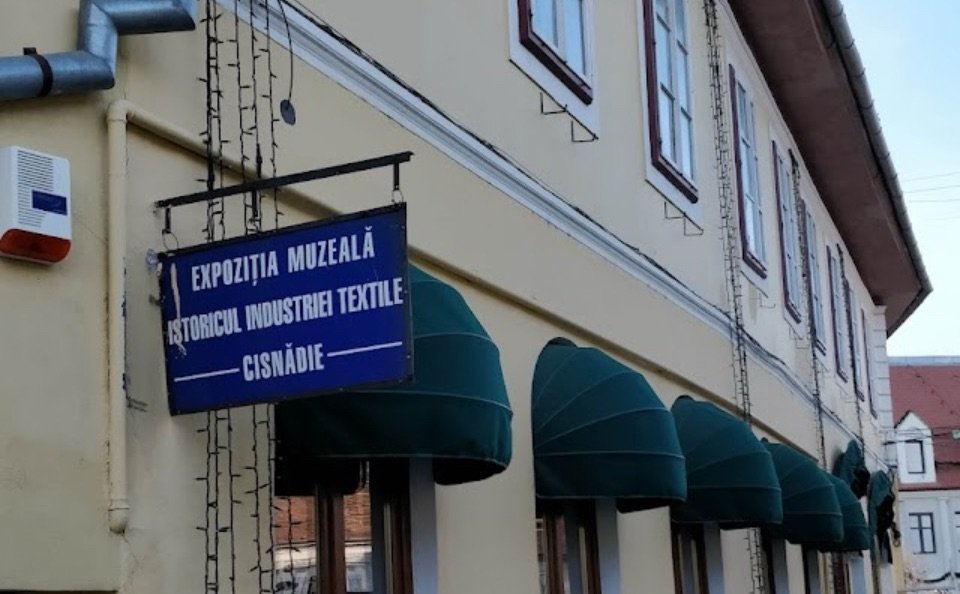 EXPOZIȚIA MUZEALĂ
ISTORICUL INDUSTRIEI TEXTILE
CISNĂDIE